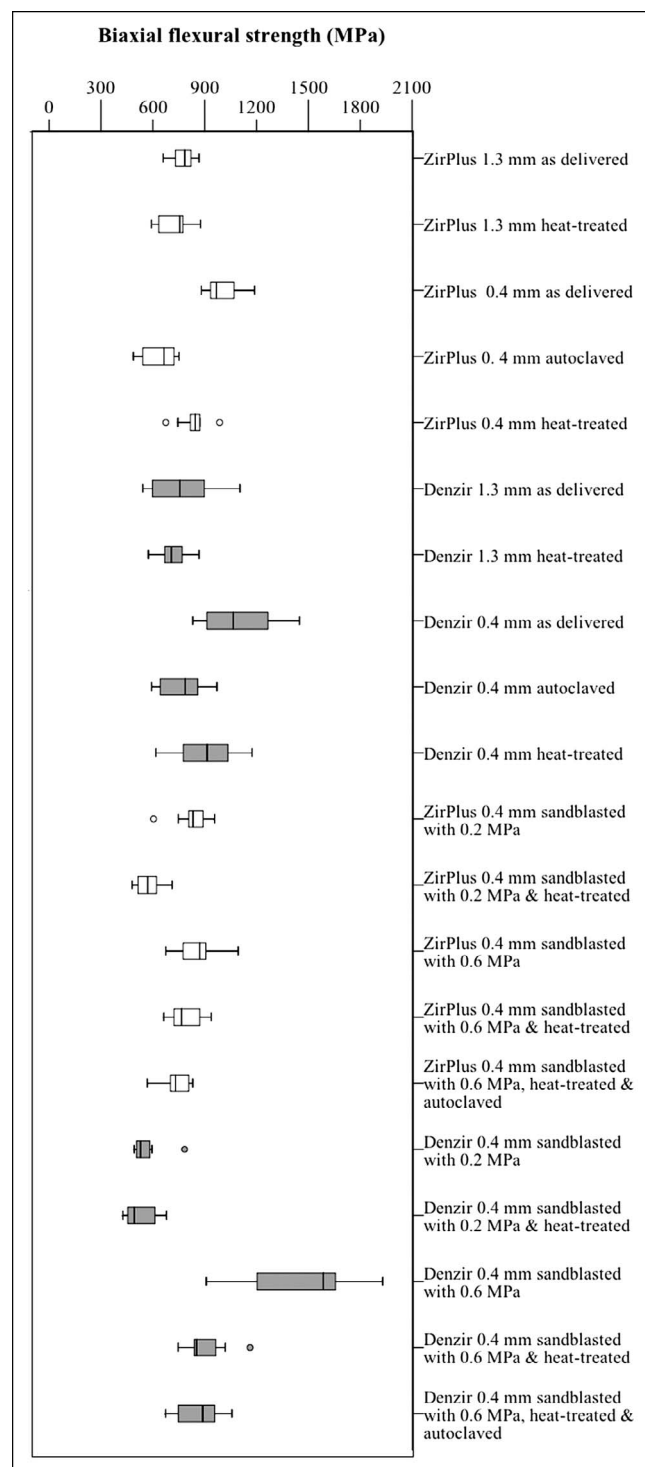 Biaxial flexural strength (MPa)
300 900 1500 2100
0 600 1200 1800
ZirPlus 1.3 mm as delivered
ZirPlus 1.3 mm heat-treated
ZirPlus 0.4 mm as delivered
ZirPlus 0. 4 mm autoclaved
ZirPlus 0.4 mm heat-treated
Denzir 1.3 mm as delivered
Denzir 1.3 mm heat-treated
Denzir 0.4 mm as delivered
Denzir 0.4 mm autoclaved
Denzir 0.4 mm heat-treated
ZirPlus 0.4 mm sandblasted
with 0.2 MPa
ZirPlus 0.4 mm sandblasted
with 0.2 MPa & heat-treated
ZirPlus 0.4 mm sandblasted
with 0.6 MPa
ZirPlus 0.4 mm sandblasted
with 0.6 MPa & heat-treated
ZirPlus 0.4 mm sandblasted
with 0.6 MPa, heat-treated &
autoclaved
Denzir 0.4 mm sandblasted
with 0.2 MPa
Denzir 0.4 mm sandblasted
with 0.2 MPa & heat-treated
Denzir 0.4 mm sandblasted
with 0.6 MPa
Denzir 0.4 mm sandblasted
with 0.6 MPa & heat-treated
Denzir 0.4 mm sandblasted
with 0.6 MPa, heat-treated &
autoclaved